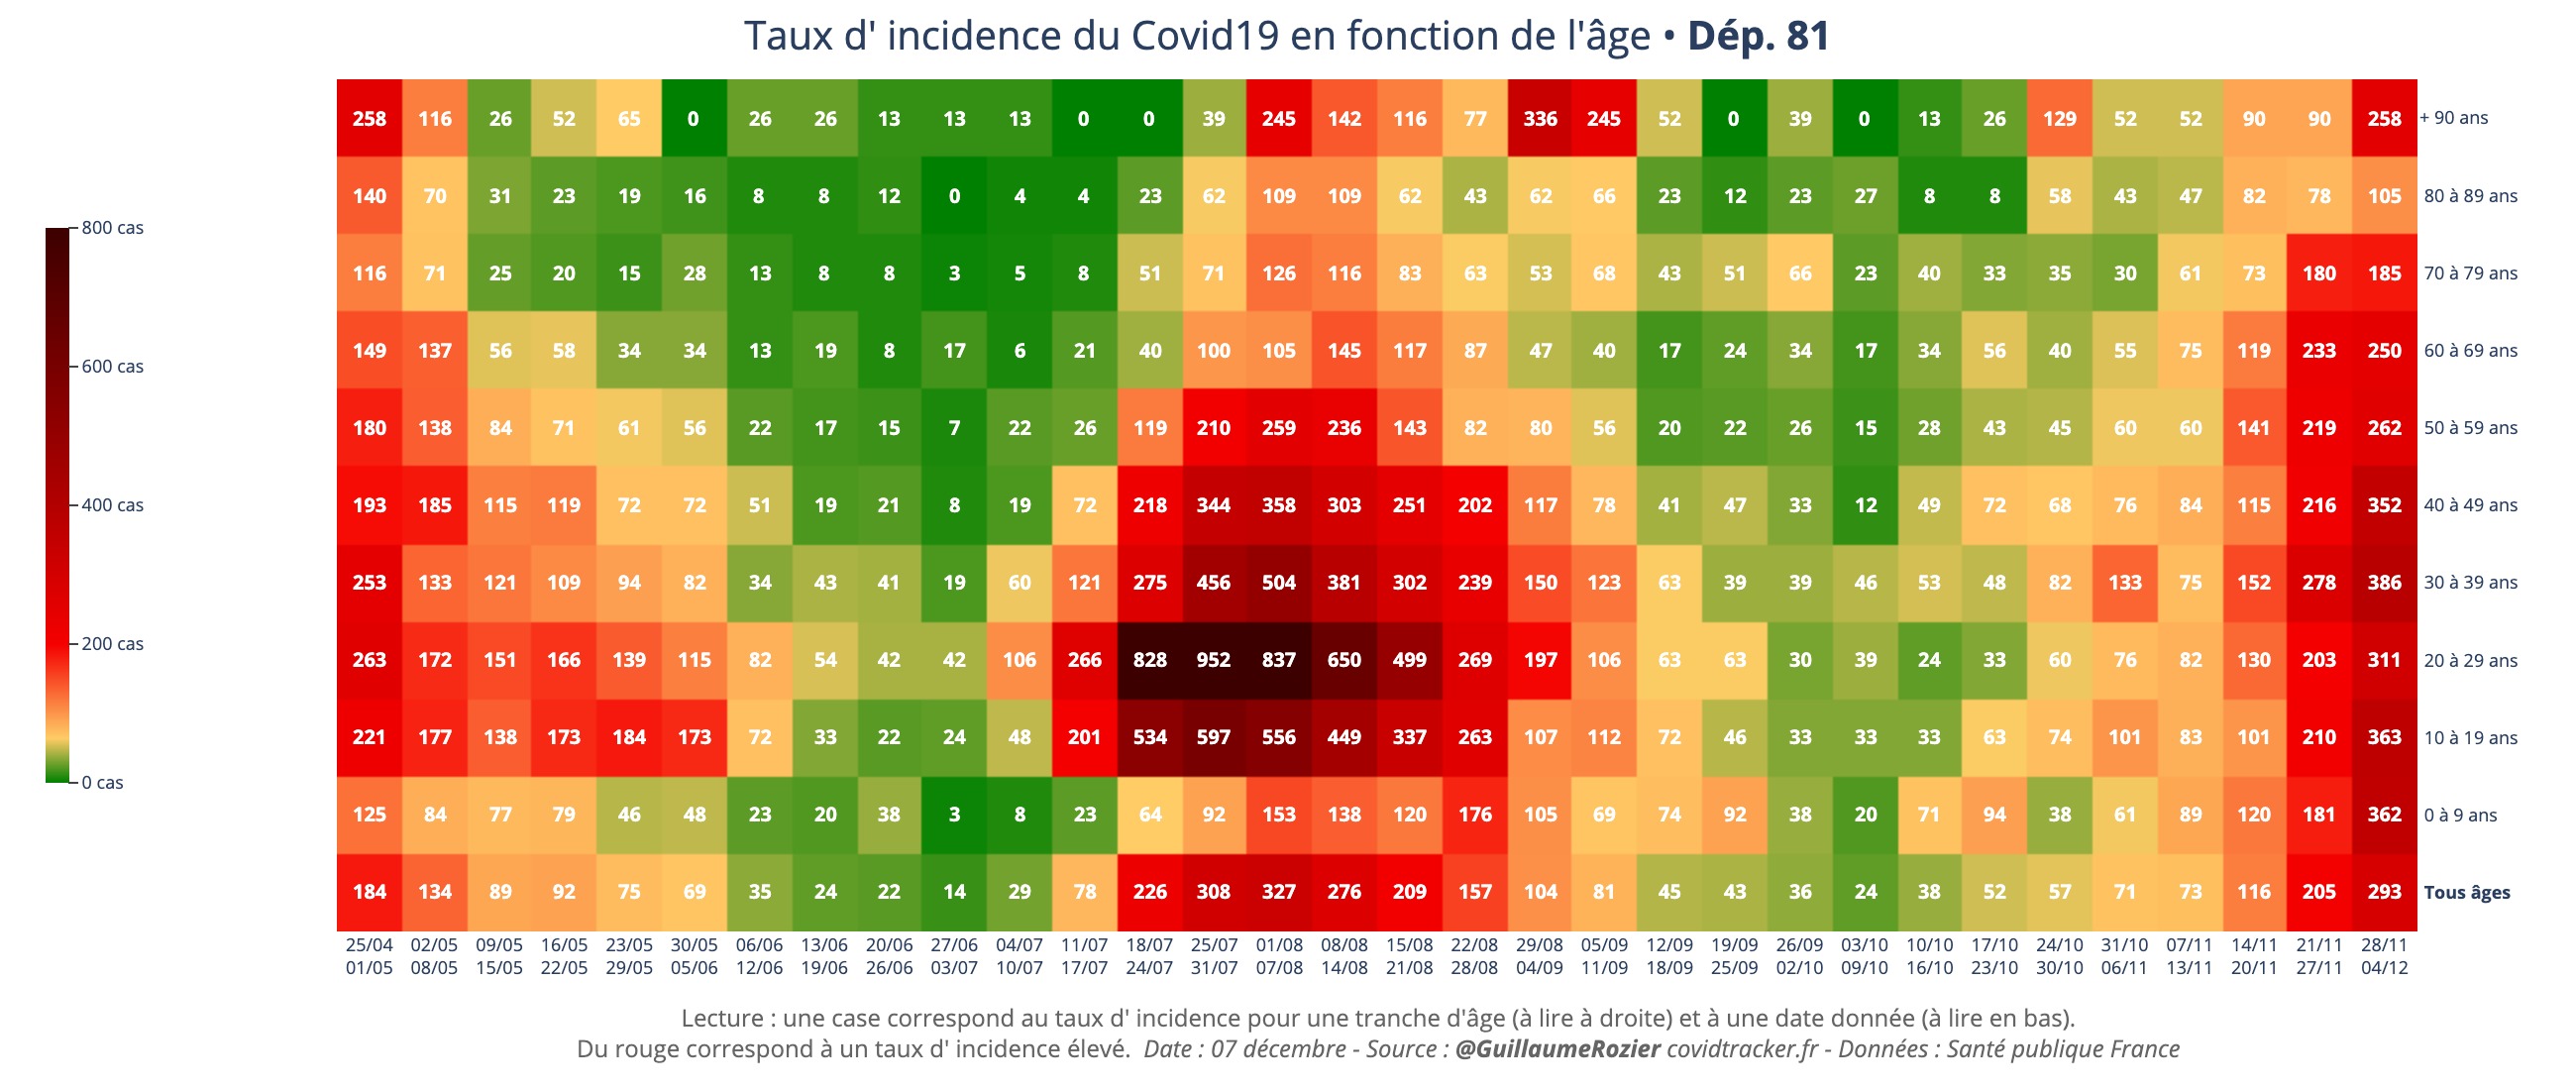 Taux d' incidence du Covid19 en fonction de l'âge • Dép. 81
258 116 26 52 65 0 26 26 13 13 13 0 0 39 245 142 116 77 336 245 52 0 39 0 13 26 129 52 52 90 90 258 + 90 ans
140 70 31 23 19 16 8 8 12 0 4 4 23 62 109 109 62 43 62 66 23 12 23 27 8 8 58 43 47 82 78 105 80 à 89 ans
800 cas
116 71 25 20 15 28 13 8 8 3 5 8 51 71 126 116 83 63 53 68 43 51 66 23 40 33 35 30 61 73 180 185 70 à 79 ans
149 137 56 58 34 34 13 19 8 17 6 21 40 100 105 145 117 87 47 40 17 24 34 17 34 56 40 55 75 119 233 250 60 à 69 ans
600 cas
180 138 84 71 61 56 22 17 15 7 22 26 119 210 259 236 143 82 80 56 20 22 26 15 28 43 45 60 60 141 219 262 50 à 59 ans
400 cas
193 185 115 119 72 72 51 19 21 8 19 72 218 344 358 303 251 202 117 78 41 47 33 12 49 72 68 76 84 115 216 352 40 à 49 ans
253 133 121 109 94 82 34 43 41 19 60 121 275 456 504 381 302 239 150 123 63 39 39 46 53 48 82 133 75 152 278 386 30 à 39 ans
200 cas
263 172 151 166 139 115 82 54 42 42 106 266 828 952 837 650 499 269 197 106 63 63 30 39 24 33 60 76 82 130 203 311 20 à 29 ans
221 177 138 173 184 173 72 33 22 24 48 201 534 597 556 449 337 263 107 112 72 46 33 33 33 63 74 101 83 101 210 363 10 à 19 ans
0 cas
125 84 77 79 46 48 23 20 38 3 8 23 64 92 153 138 120 176 105 69 74 92 38 20 71 94 38 61 89 120 181 362 0 à 9 ans
184 134 89 92 75 69 35 24 22 14 29 78 226 308 327 276 209 157 104 81 45 43 36 24 38 52 57 71 73 116 205 293 Tous âges
25/04 02/05 09/05 16/05 23/05 30/05 06/06 13/06 20/06 27/06 04/07 11/07 18/07 25/07 01/08 08/08 15/08 22/08 29/08 05/09 12/09 19/09 26/09 03/10 10/10 17/10 24/10 31/10 07/11 14/11 21/11 28/11
01/05 08/05 15/05 22/05 29/05 05/06 12/06 19/06 26/06 03/07 10/07 17/07 24/07 31/07 07/08 14/08 21/08 28/08 04/09 11/09 18/09 25/09 02/10 09/10 16/10 23/10 30/10 06/11 13/11 20/11 27/11 04/12
Lecture : une case correspond au taux d' incidence pour une tranche d'âge (à lire à droite) et à une date donnée (à lire en bas).
Du rouge correspond à un taux d' incidence élevé. Date : 07 décembre - Source : @GuillaumeRozier covidtracker.fr - Données : Santé publique France